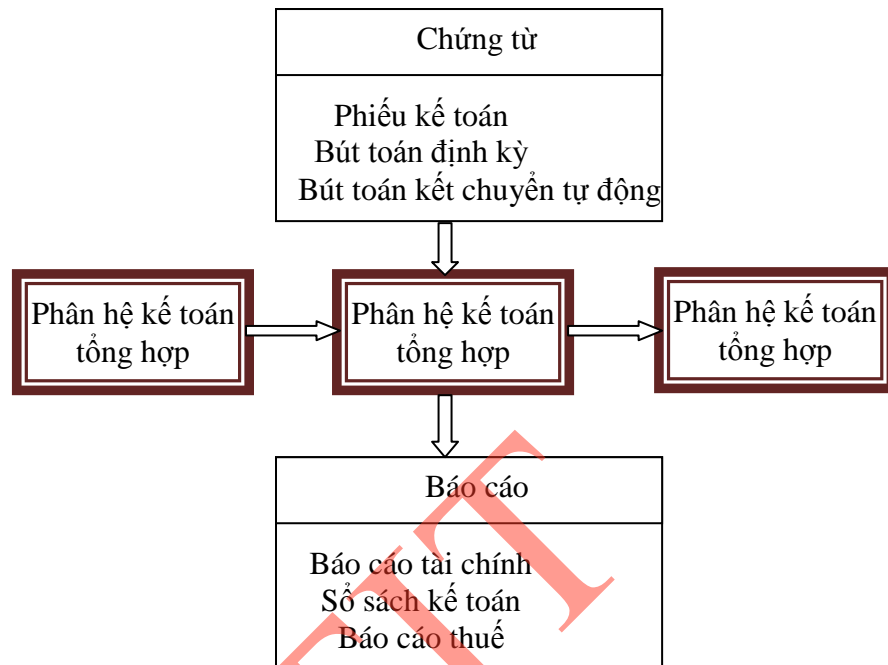 Chứng từ
Phiếu kế toán
Bút toán định kỳ
Bút toán kết chuyển tự động
Phân hệ kế toán
tổng hợp
Phân hệ kế toán
tổng hợp
Phân hệ kế toán
tổng hợp
Báo cáo
Báo cáo tài chính
Sổ sách kế toán
Báo cáo thuế